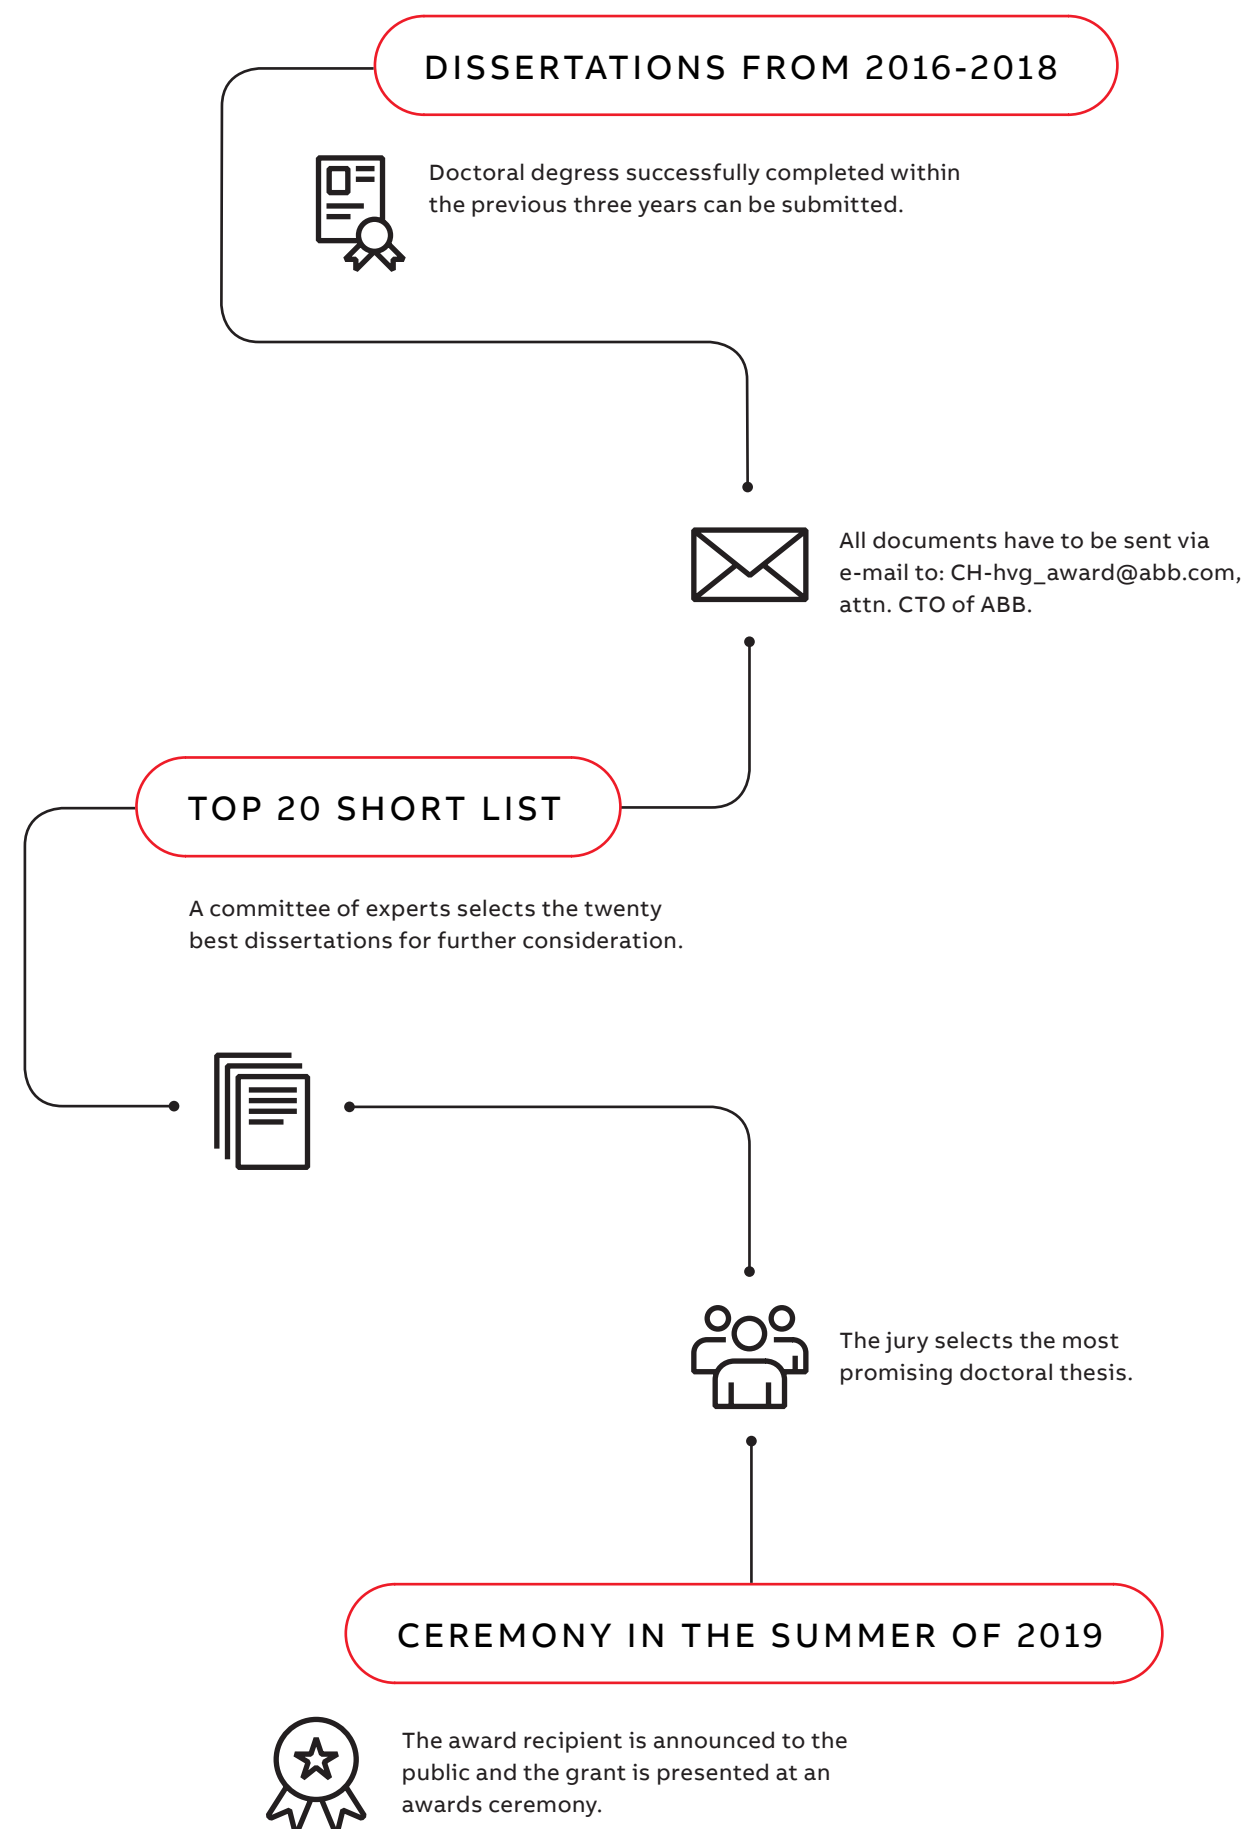 DISSERTATIONS FROM 2016-2018
Doctoral degress successfully completed within
the previous three years can be submitted.
All documents have to be sent via
e-mail to: CH-hvg_award@abb.com,
attn. CTO of ABB.
TOP 20 SHORT LIST
A committee of experts selects the twenty
best dissertations for further consideration.
The jury selects the most
promising doctoral thesis.
CEREMONY IN THE SUMMER OF 2019
The award recipient is announced to the
public and the grant is presented at an
awards ceremony.